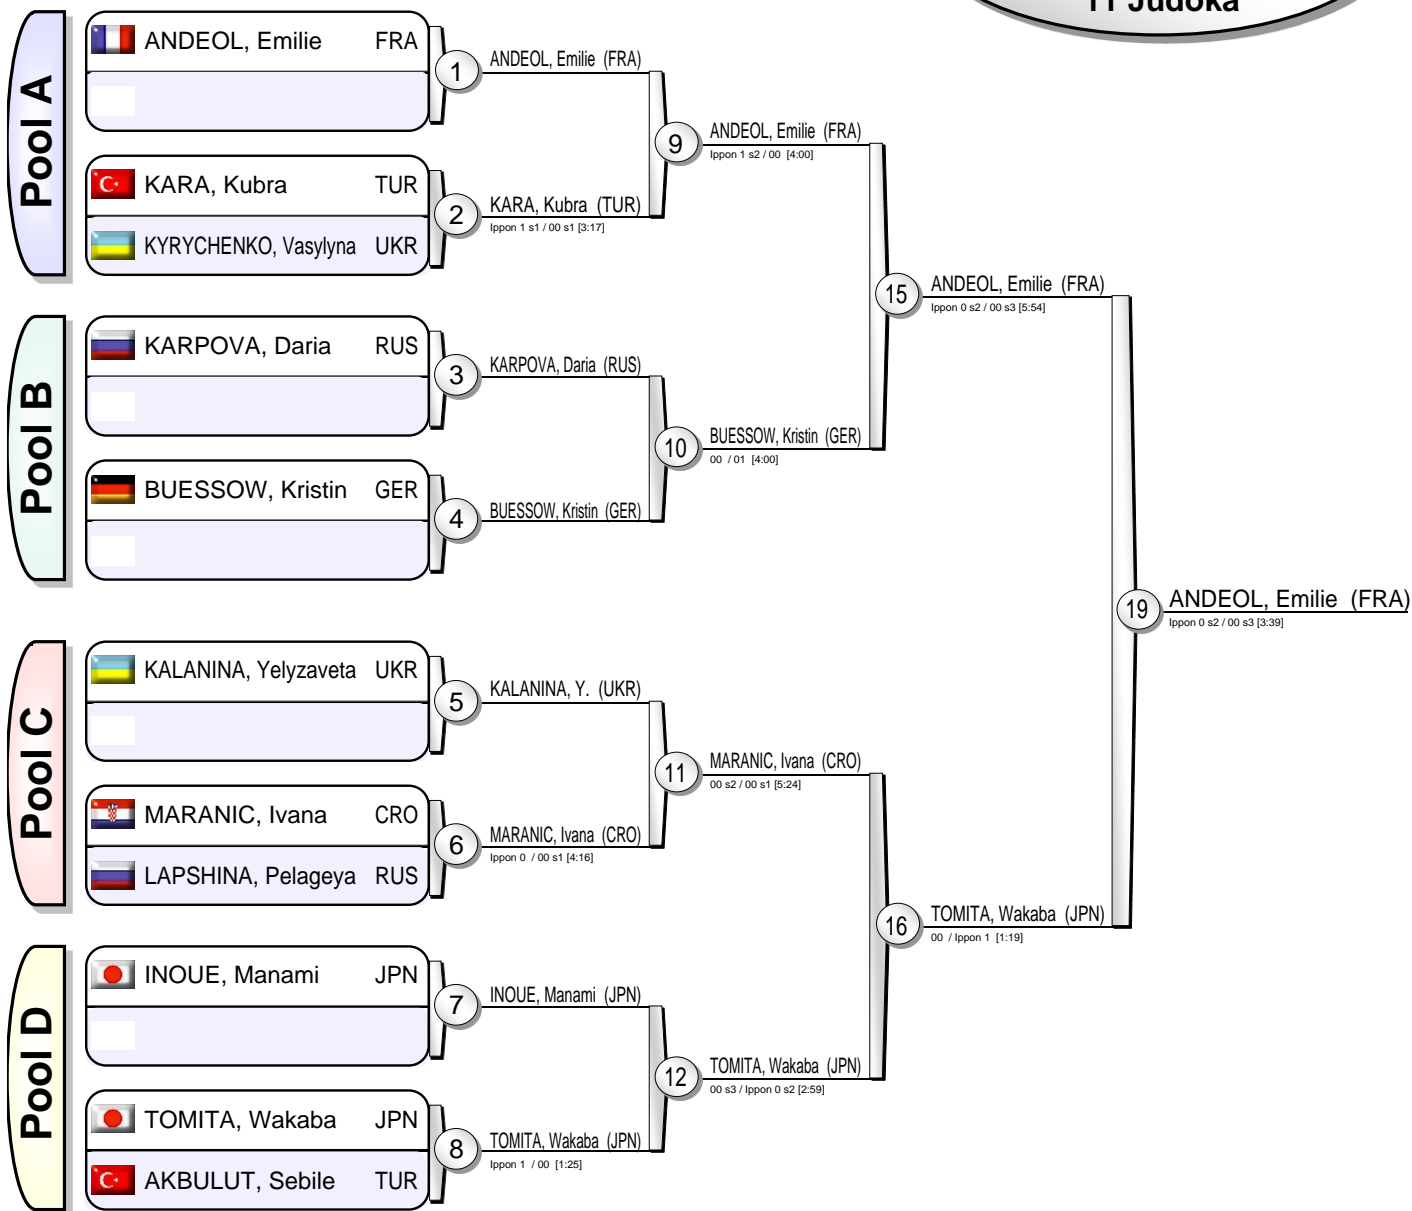 11 Judoka
Pool A
ANDEOL, Emilie FRA
1
ANDEOL, Emilie (FRA)
KARA, Kubra TUR
KYRYCHENKO, Vasylyna UKR
2
KARA, Kubra (TUR)
Ippon 1 s1 / 00 s1 [3:17]
9
ANDEOL, Emilie (FRA)
Ippon 1 s2 / 00 [4:00]
Pool B
KARPOVA, Daria RUS
3
KARPOVA, Daria (RUS)
BUESSOW, Kristin GER
4
BUESSOW, Kristin (GER)
10
BUESSOW, Kristin (GER)
00 / 01 [4:00]
15
ANDEOL, Emilie (FRA)
Ippon 0 s2 / 00 s3 [5:54]
Pool C
KALANINA, Yelyzaveta UKR
5
KALANINA, Y. (UKR)
MARANIC, Ivana CRO
LAPSHINA, Pelageya RUS
6
MARANIC, Ivana (CRO)
Ippon 0 / 00 s1 [4:16]
11
MARANIC, Ivana (CRO)
00 s2 / 00 s1 [5:24]
Pool D
INOUE, Manami JPN
7
INOUE, Manami (JPN)
TOMITA, Wakaba JPN
AKBULUT, Sebile TUR
8
TOMITA, Wakaba (JPN)
Ippon 1 / 00 [1:25]
12
TOMITA, Wakaba (JPN)
00 s3 / Ippon 0 s2 [2:59]
16
TOMITA, Wakaba (JPN)
00 / Ippon 1 [1:19]
19
ANDEOL, Emilie (FRA)
Ippon 0 s2 / 00 s3 [3:39]